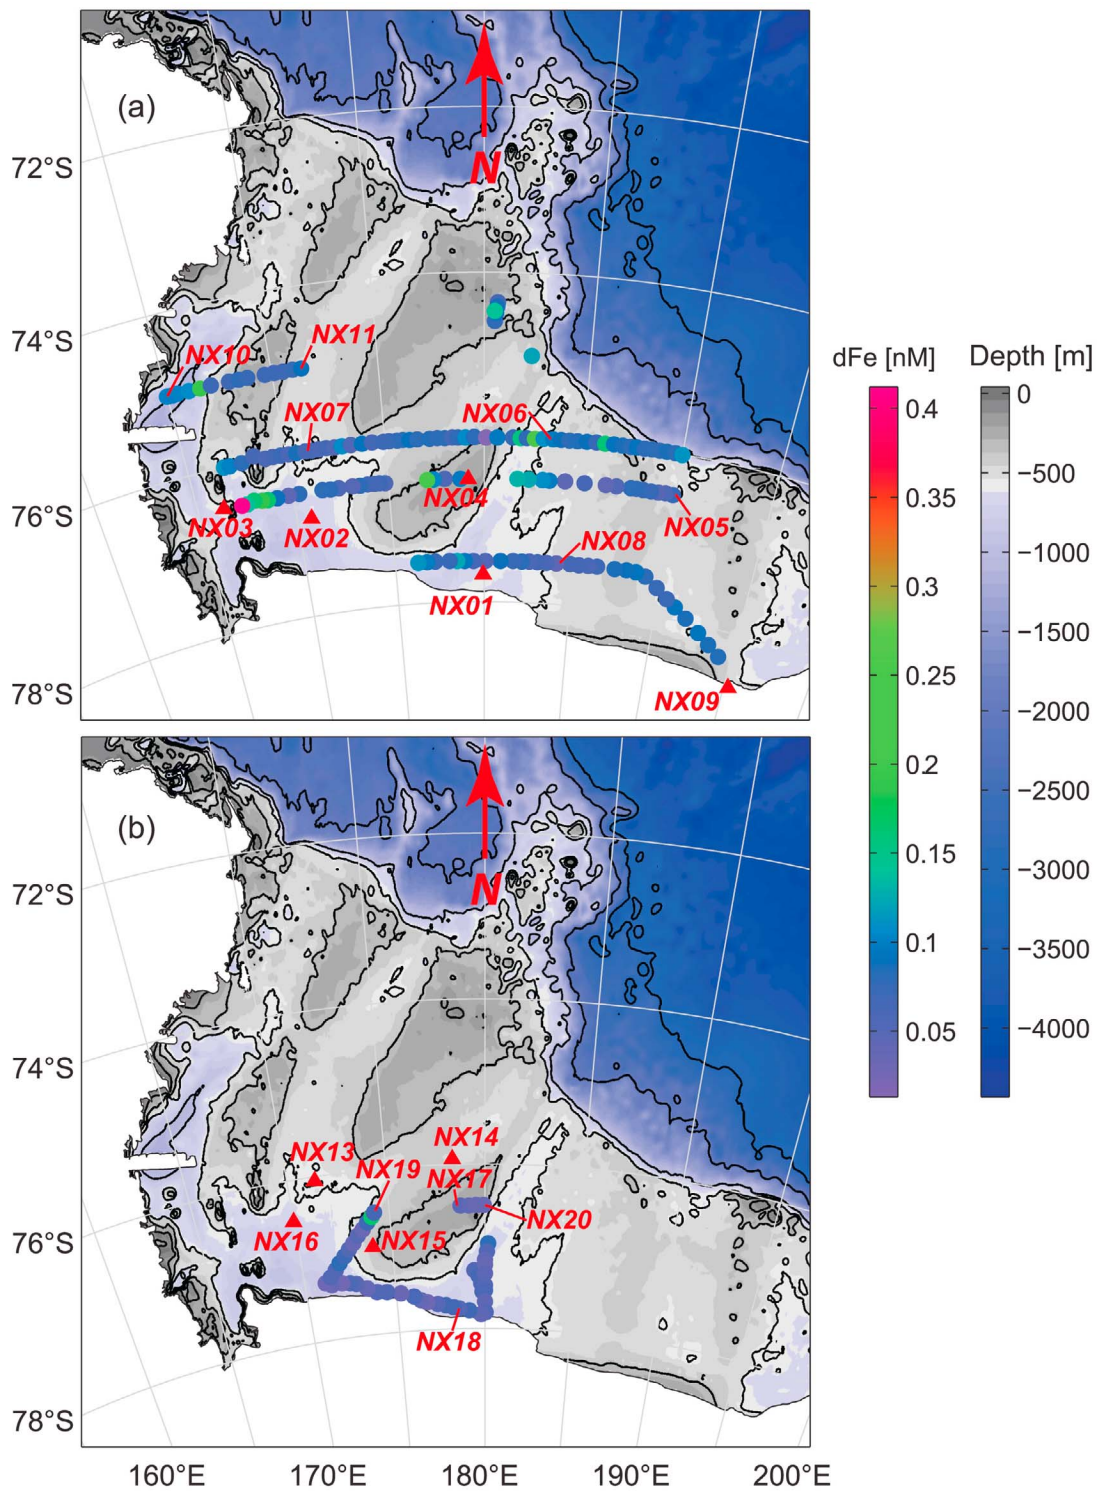 (a)
N
72°S
74°S
76°S
78°S
NX10
NX11
NX07
NX06
NX03
NX02
NX04
NX05
NX08
NX01
NX09
dFe [nM]
0.4
0.35
0.3
0.25
0.2
0.15
0.1
0.05
Depth [m]
0
−500
−1000
−1500
−2000
−2500
−3000
−3500
−4000
(b)
N
72°S
74°S
76°S
78°S
NX13
NX14
NX19
NX17
NX20
NX16
NX15
NX18
160°E
170°E
180°E
190°E
200°E